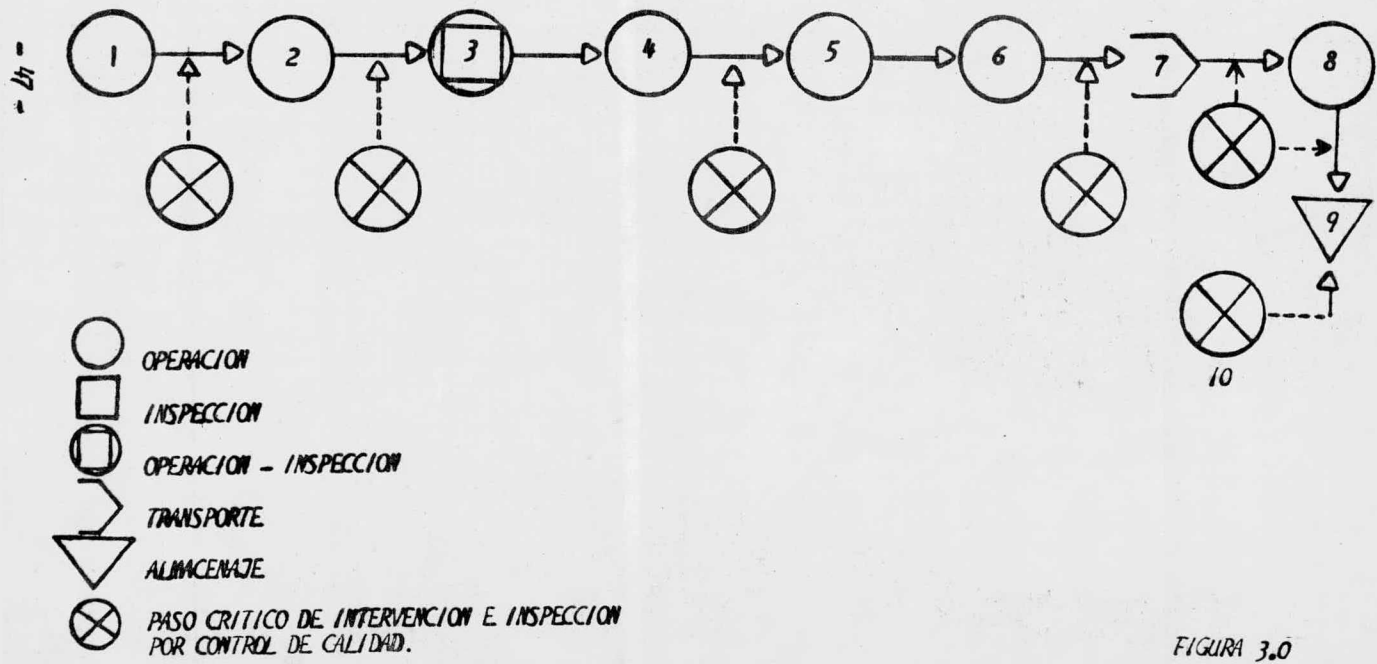 - 47 -
1 2 3 4 5 6 7 8
9
10
OPERACION
INSPECCION
OPERACION - INSPECCION
TRANSPORTE
ALMACENAJE
PASO CRITICO DE INTERVENCION E INSPECCION
POR CONTROL DE CALIDAD.
FIGURA 3.0